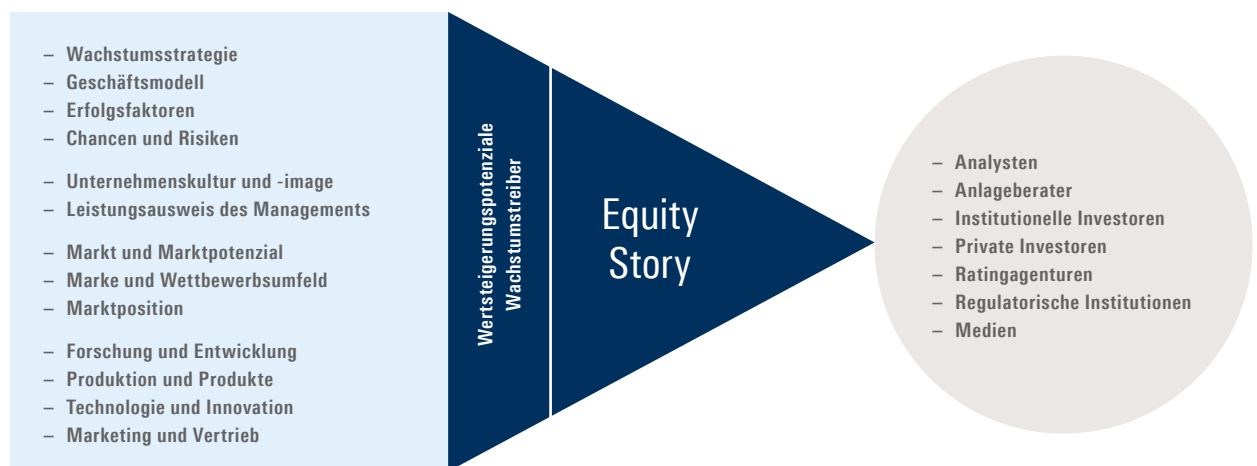 – Wachstumsstrategie
– Geschäftsmodell
– Erfolgsfaktoren
– Chancen und Risiken
– Unternehmenskultur und -image
– Leistungsausweis des Managements
– Markt und Marktpotenzial
– Marke und Wettbewerbsumfeld
– Marktposition
– Forschung und Entwicklung
– Produktion und Produkte
– Technologie und Innovation
– Marketing und Vertrieb
Wertsteigerungspotenziale
Wachstumstreiber
Equity
Story
– Analysten
– Anlageberater
– Institutionelle Investoren
– Private Investoren
– Ratingagenturen
– Regulatorische Institutionen
– Medien